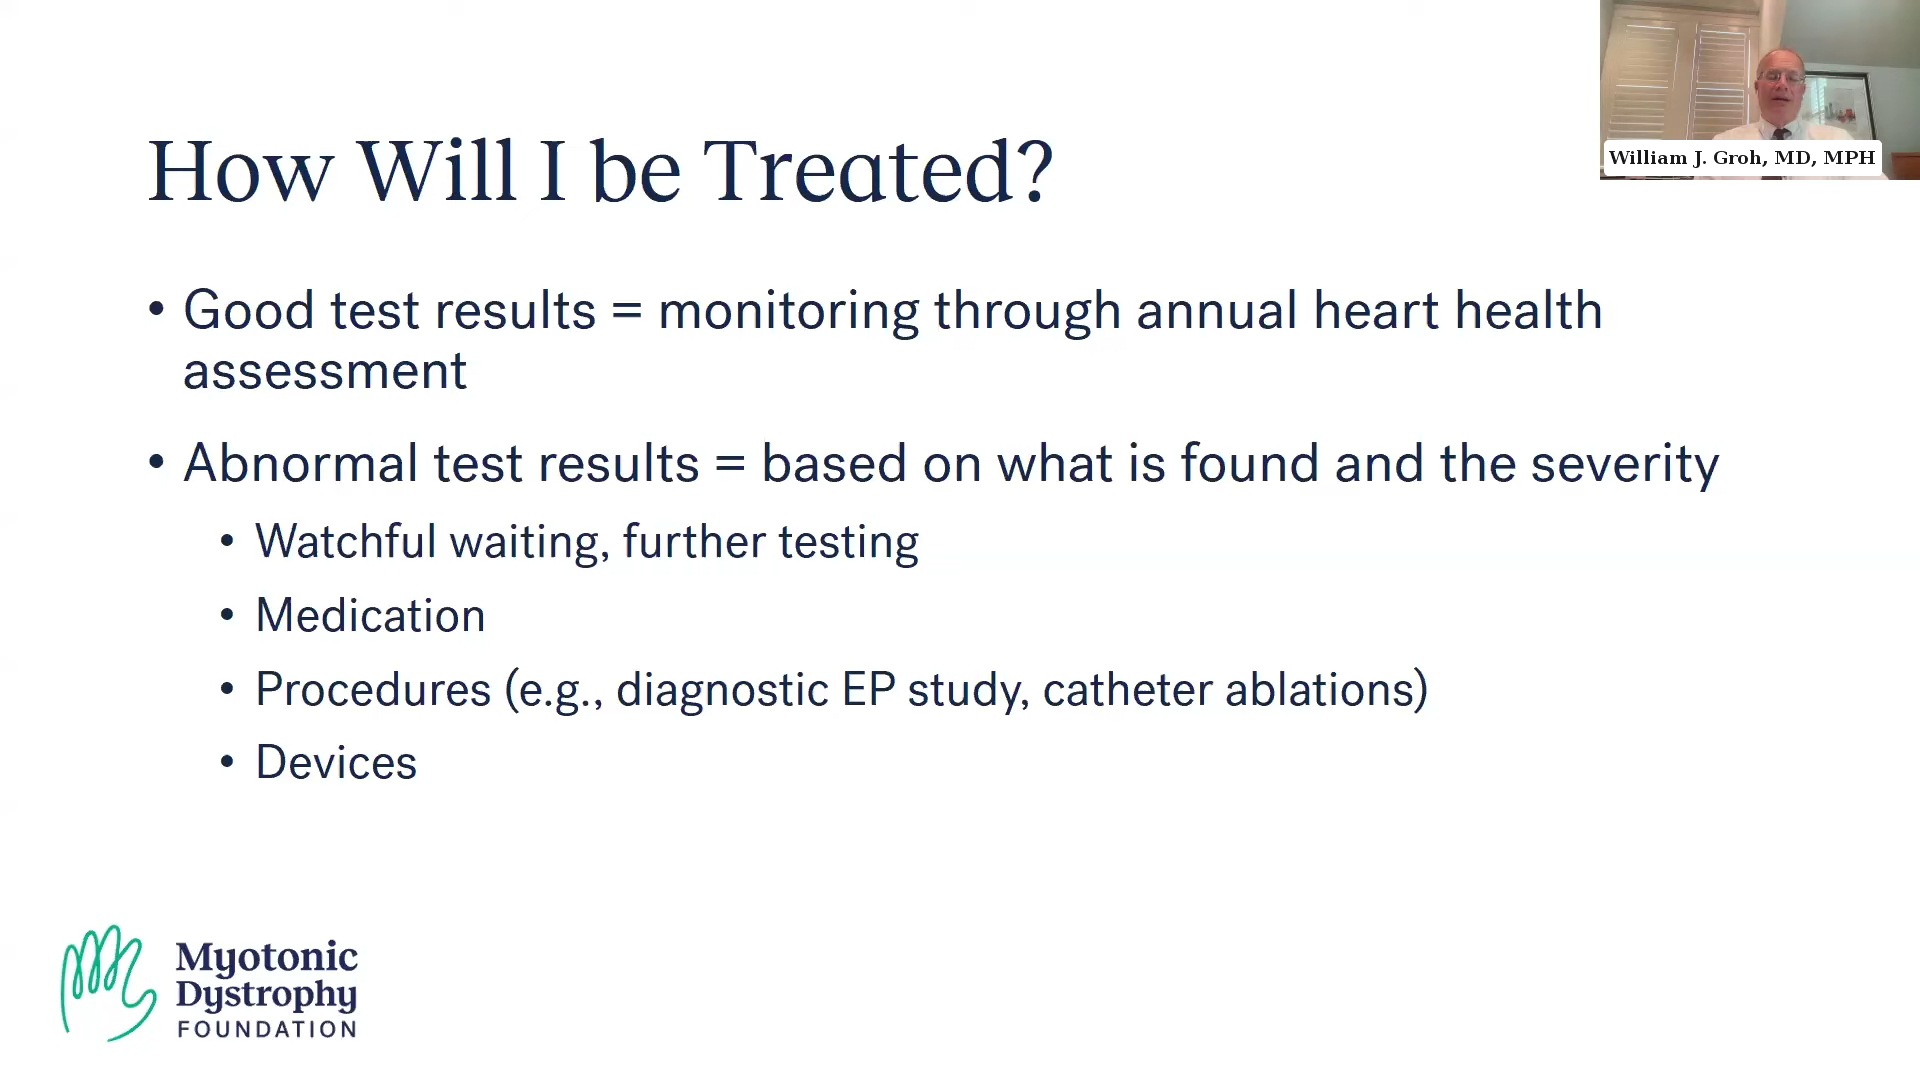 William J. Groh, MD, MPH
How Will I be Treated?
• Good test results = monitoring through annual heart health
assessment
• Abnormal test results = based on what is found and the severity
• Watchful waiting, further testing
• Medication
• Procedures (e.g., diagnostic EP study, catheter ablations)
• Devices
Myotonic
Dystrophy
FOUNDATION